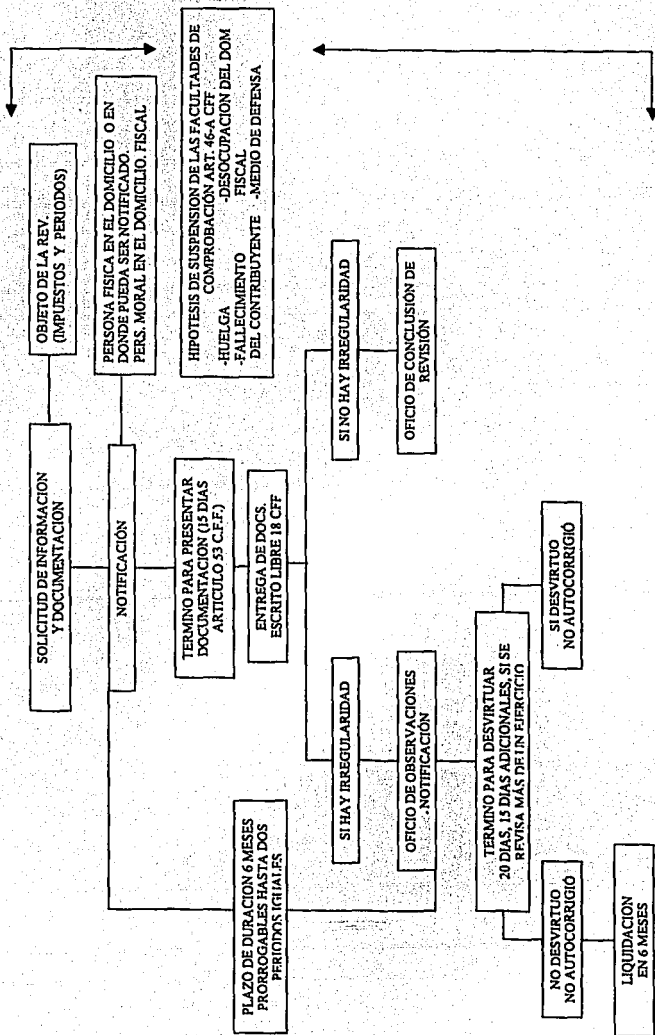 SOLICITUD DE INFORMACION
Y DOCUMENTACION
OBJETO DE LA REV.
(IMPUESTOS Y PERIODOS)
NOTIFICACIÓN
PERSONA FISICA EN EL DOMICILIO O EN
DONDE PUEDA SER NOTIFICADO.
PERS. MORAL EN EL DOMICILIO. FISCAL
TERMINO PARA PRESENTAR
DOCUMENTACION (15 DIAS
ARTICULO 53 C.F.F.)
HIPOTESIS DE SUSPENSION DE LAS FACULTADES DE
COMPROBACIÓN ART. 46-A CFF
-HUELGA -DESOCUPACION DEL DOM
-FALLECIMIENTO FISCAL
DEL CONTRIBUYENTE -MEDIO DE DEFENSA
ENTREGA DE DOCS.
ESCRITO LIBRE 18 CFF
PLAZO DE DURACION 6 MESES
PRORROGABLES HASTA DOS
PERIODOS IGUALES
SI HAY IRREGULARIDAD
SI NO HAY IRREGULARIDAD
OFICIO DE OBSERVACIONES
-NOTIFICACIÓN
OFICIO DE CONCLUSIÓN DE
REVISIÓN
TERMINO PARA DESVIRTUAR
20 DIAS, 15 DIAS ADICIONALES, SI SE
REVISA MÁS DE UN EJERCICIO
NO DESVIRTUO
NO AUTOCORRIGIÓ
SI DESVIRTUO
NO AUTOCORRIGIÓ
LIQUIDACION
EN 6 MESES